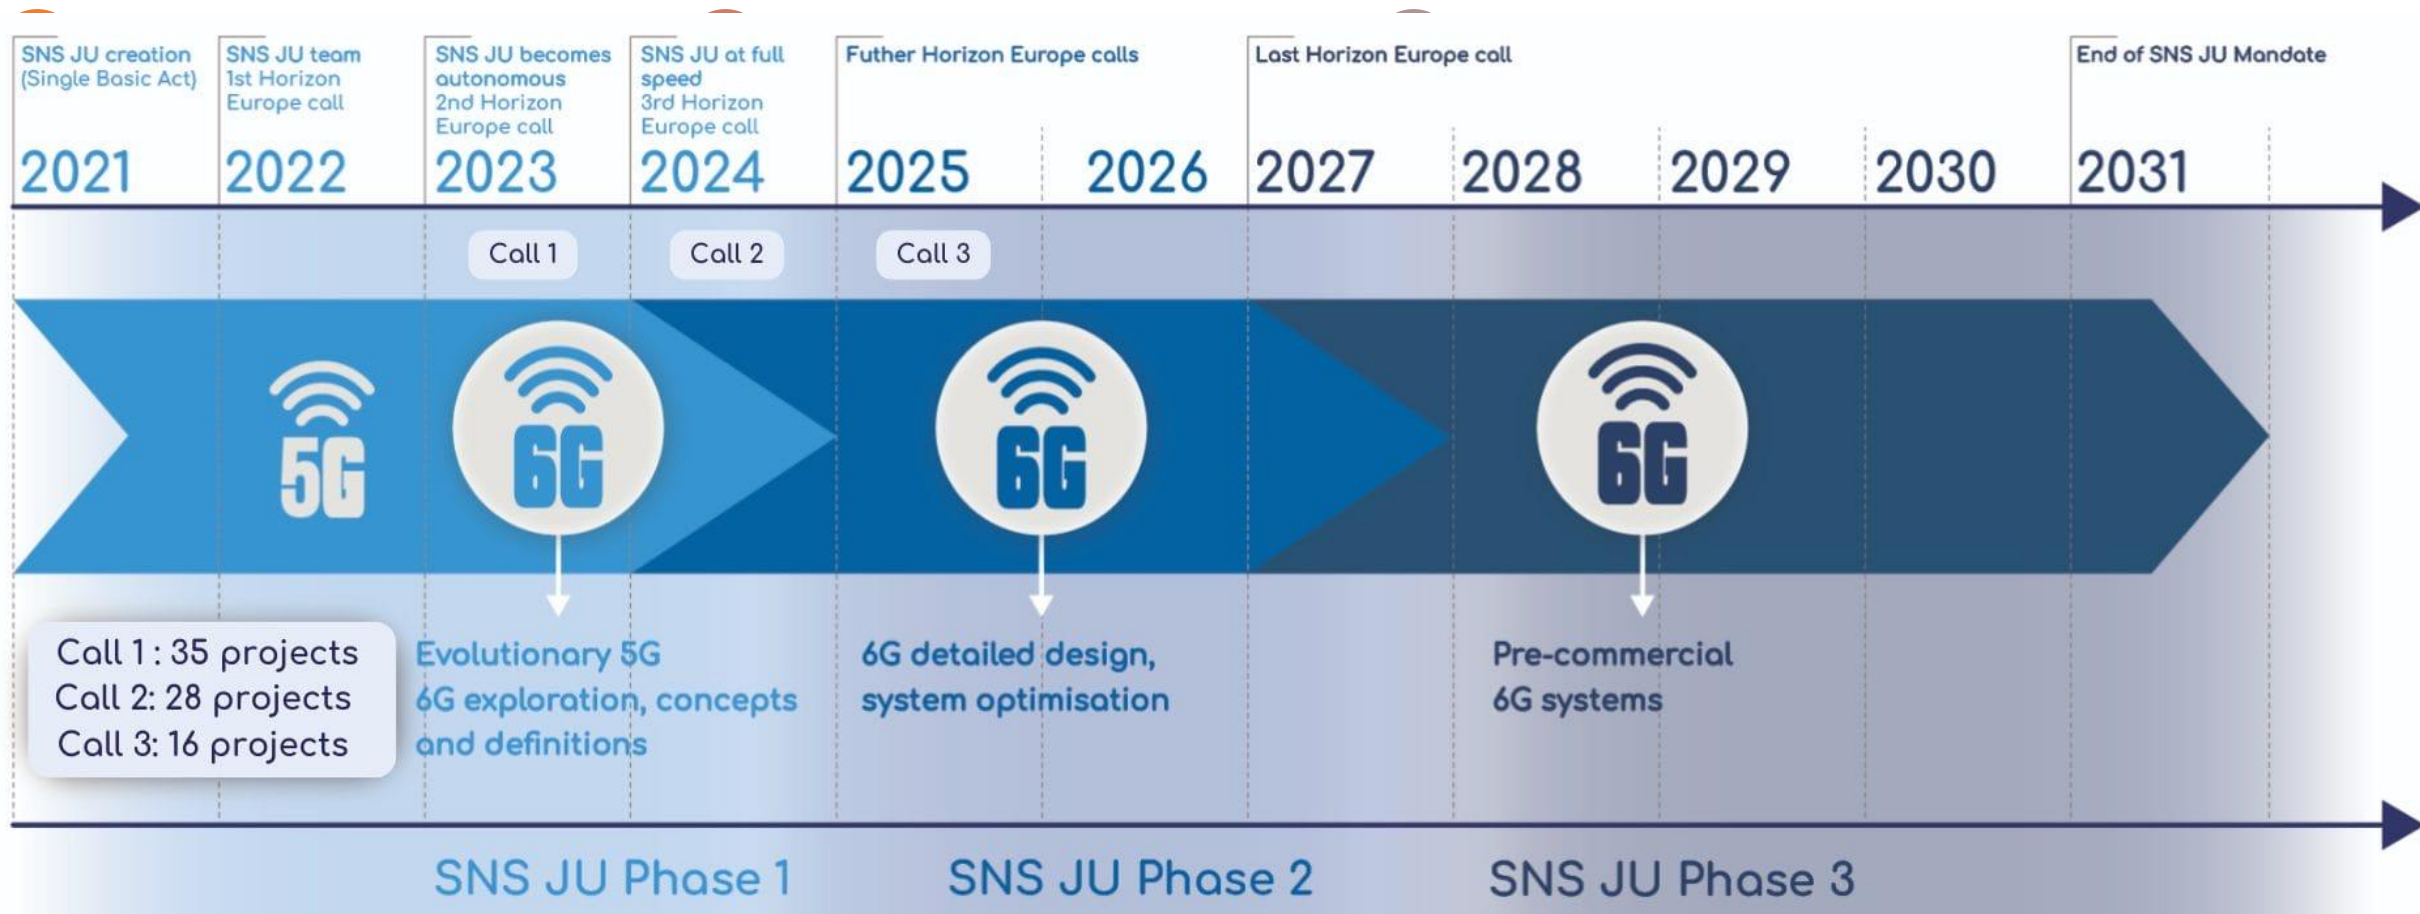 SNS JU creation
(Single Basic Act)
2021
SNS JU team
1st Horizon
Europe call
2022
SNS JU becomes
autonomous
2nd Horizon
Europe call
2023
SNS JU at full
speed
3rd Horizon
Europe call
2024
Futher Horizon Europe calls
2025
2026
Last Horizon Europe call
2027
2028
2029
2030
End of SNS JU Mandate
2031
Call 1
Call 2
Call 3
5G
6G
6G
6G
Call 1 : 35 projects
Call 2: 28 projects
Call 3: 16 projects
Evolutionary 5G
6G exploration, concepts
and definitions
6G detailed design,
system optimisation
Pre-commercial
6G systems
SNS JU Phase 1
SNS JU Phase 2
SNS JU Phase 3